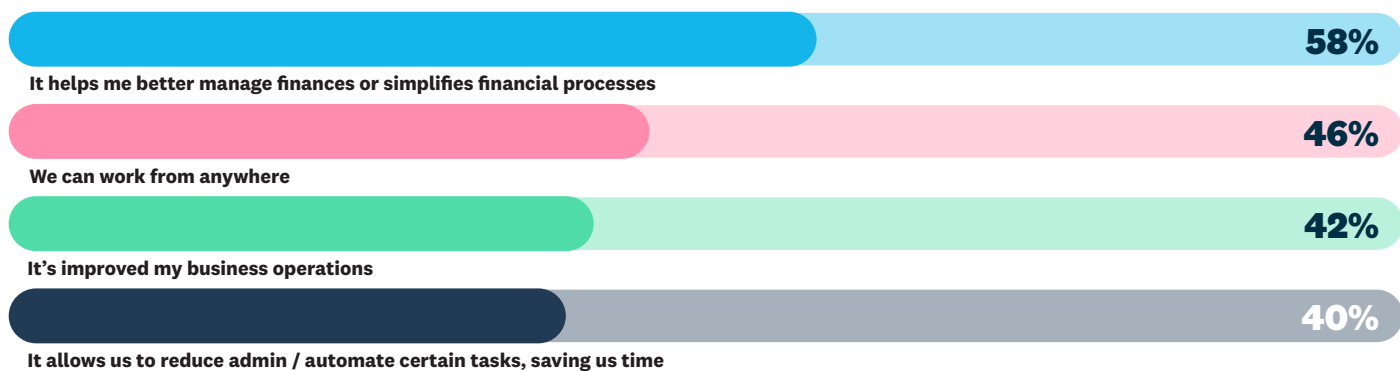 58%
It helps me better manage finances or simplifies financial processes
46%
We can work from anywhere
42%
It’s improved my business operations
40%
It allows us to reduce admin / automate certain tasks, saving us time